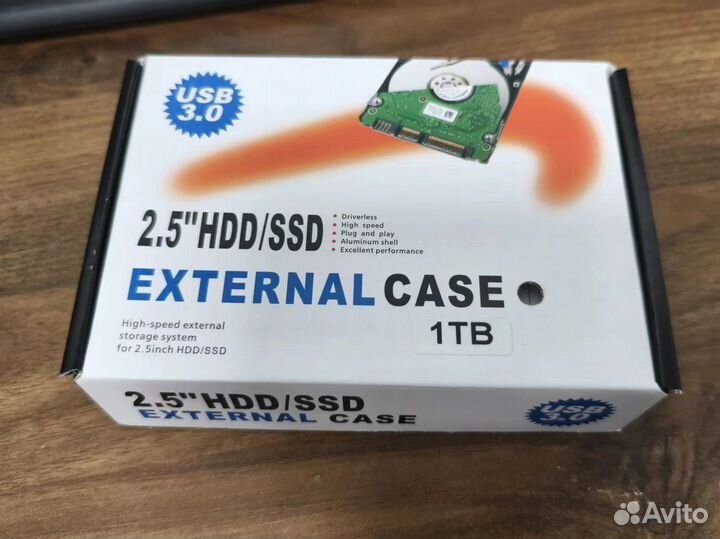 USB
3.0
2.5"HDD/SSD
• Driverless
• High speed
• Plug and play
• Aluminum shell
• Excellent performance
EXTERNAL CASE
1TB
High-speed external
storage system
for 2.5inch HDD/SSD
2.5"HDD/SSD
EXTERNAL CASE
USB
3.0
Avito